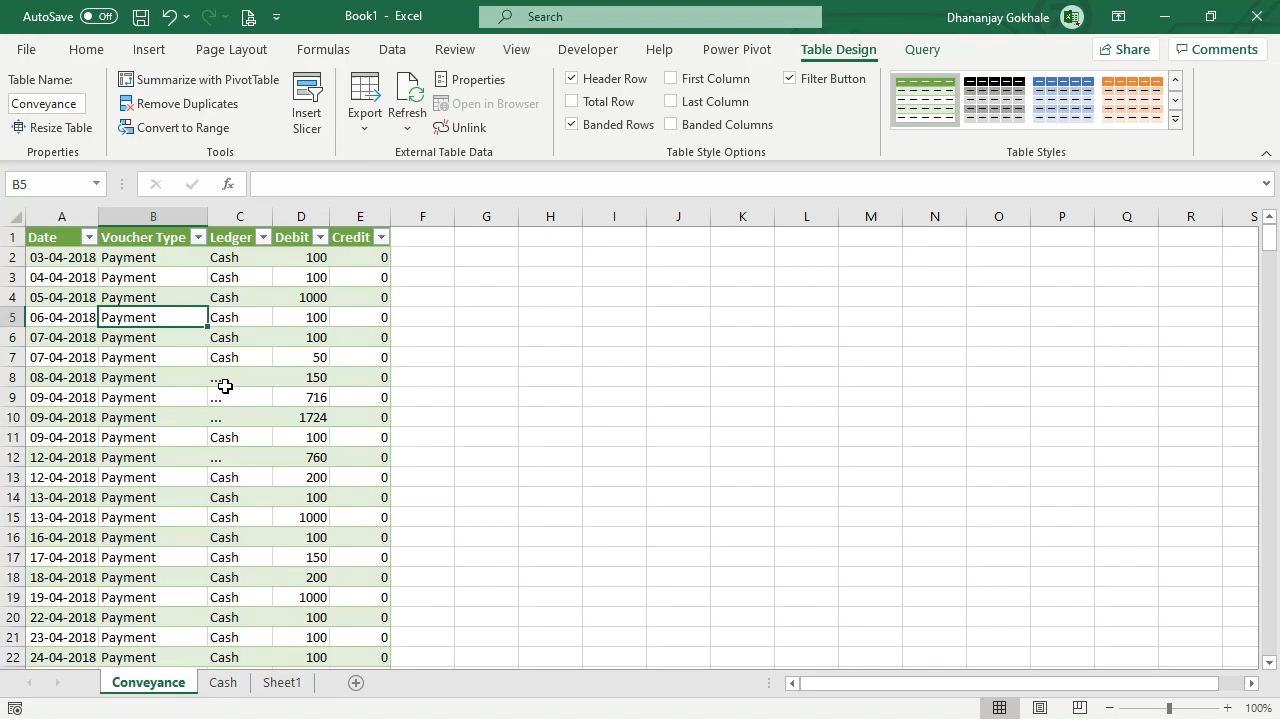 AutoSave Off Book1 - Excel Search Dhananjay Gokhale
File Home Insert Page Layout Formulas Data Review View Developer Help Power Pivot Table Design Query Share Comments
Table Name: Summarize with PivotTable Properties Header Row First Column Filter Button
Conveyance Remove Duplicates Insert Slicer Export Refresh Open in Browser Total Row Last Column
Resize Table Convert to Range Unlink Banded Rows Banded Columns
Properties Tools External Table Data Table Style Options Table Styles
B5 fx
A B C D E F G H I J K L M N O P Q R S
1 Date Voucher Type Ledger Debit Credit
2 03-04-2018 Payment Cash 100 0
3 04-04-2018 Payment Cash 100 0
4 05-04-2018 Payment Cash 1000 0
5 06-04-2018 Payment Cash 100 0
6 07-04-2018 Payment Cash 100 0
7 07-04-2018 Payment Cash 50 0
8 08-04-2018 Payment ... 150 0
9 09-04-2018 Payment ... 716 0
10 09-04-2018 Payment ... 1724 0
11 09-04-2018 Payment Cash 100 0
12 12-04-2018 Payment ... 760 0
13 12-04-2018 Payment Cash 200 0
14 13-04-2018 Payment Cash 100 0
15 13-04-2018 Payment Cash 1000 0
16 16-04-2018 Payment Cash 100 0
17 17-04-2018 Payment Cash 150 0
18 18-04-2018 Payment Cash 200 0
19 19-04-2018 Payment Cash 1000 0
20 22-04-2018 Payment Cash 100 0
21 23-04-2018 Payment Cash 100 0
22 24-04-2018 Payment Cash 100 0
Conveyance Cash Sheet1
100%